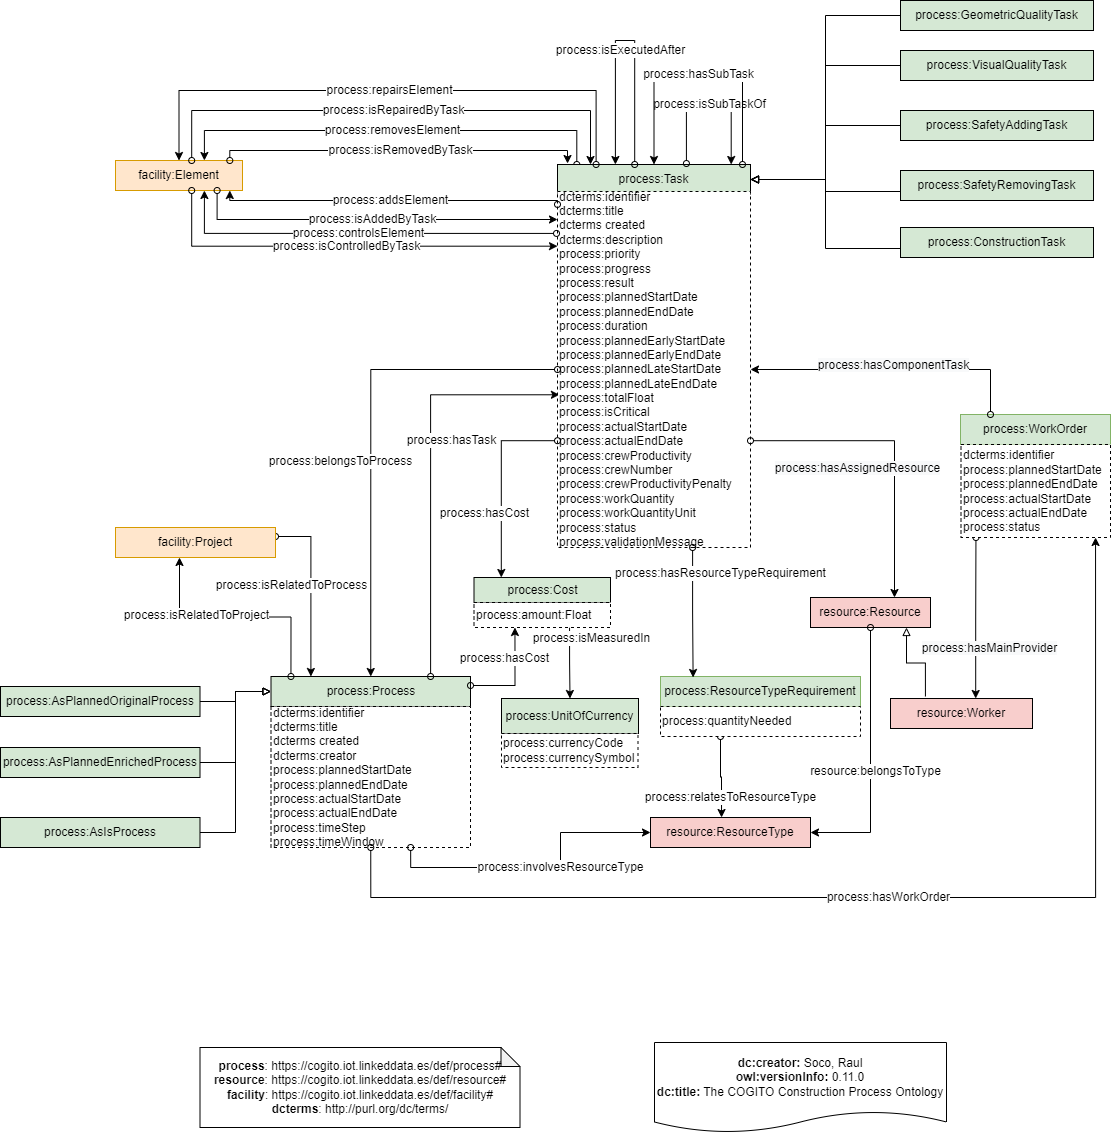 process:GeometricQualityTask
process:isExecutedAfter
process:VisualQualityTask
process:hasSubTask
process:repairsElement
process:isSubTaskOf
process:isRepairedByTask
process:SafetyAddingTask
process:removesElement
process:isRemovedByTask
facility:Element
process:Task
process:SafetyRemovingTask
process:addsElement
process:isAddedByTask
process:controlsElement
process:isControlledByTask
process:ConstructionTask
dcterms:identifier
dcterms:title
dcterms created
dcterms:description
process:priority
process:progress
process:result
process:plannedStartDate
process:plannedEndDate
process:duration
process:plannedEarlyStartDate
process:plannedEarlyEndDate
process:plannedLateStartDate
process:plannedLateEndDate
process:totalFloat
process:isCritical
process:actualStartDate
process:actualEndDate
process:crewProductivity
process:crewNumber
process:crewProductivityPenalty
process:workQuantity
process:workQuantityUnit
process:status
process:validationMessage
process:hasComponentTask
process:WorkOrder
dcterms:identifier
process:plannedStartDate
process:plannedEndDate
process:actualStartDate
process:actualEndDate
process:status
process:hasTask
process:belongsToProcess
process:hasAssignedResource
process:hasCost
facility:Project
process:isRelatedToProcess
process:isRelatedToProject
process:hasResourceTypeRequirement
process:Cost
process:amount:Float
process:isMeasuredIn
process:hasCost
resource:Resource
process:hasMainProvider
process:Process
process:ResourceTypeRequirement
process:quantityNeeded
process:AsPlannedOriginalProcess
process:UnitOfCurrency
process:currencyCode
process:currencySymbol
resource:Worker
dcterms:identifier
dcterms:title
dcterms created
dcterms:creator
process:plannedStartDate
process:plannedEndDate
process:actualStartDate
process:actualEndDate
process:timeStep
process:timeWindow
process:AsPlannedEnrichedProcess
resource:belongsToType
process:relatesToResourceType
process:AsIsProcess
resource:ResourceType
process:involvesResourceType
process:hasWorkOrder
process: https://cogito.iot.linkeddata.es/def/process#
resource: https://cogito.iot.linkeddata.es/def/resource#
facility: https://cogito.iot.linkeddata.es/def/facility#
dcterms: http://purl.org/dc/terms/
dc:creator: Soco, Raul
owl:versionInfo: 0.11.0
dc:title: The COGITO Construction Process Ontology